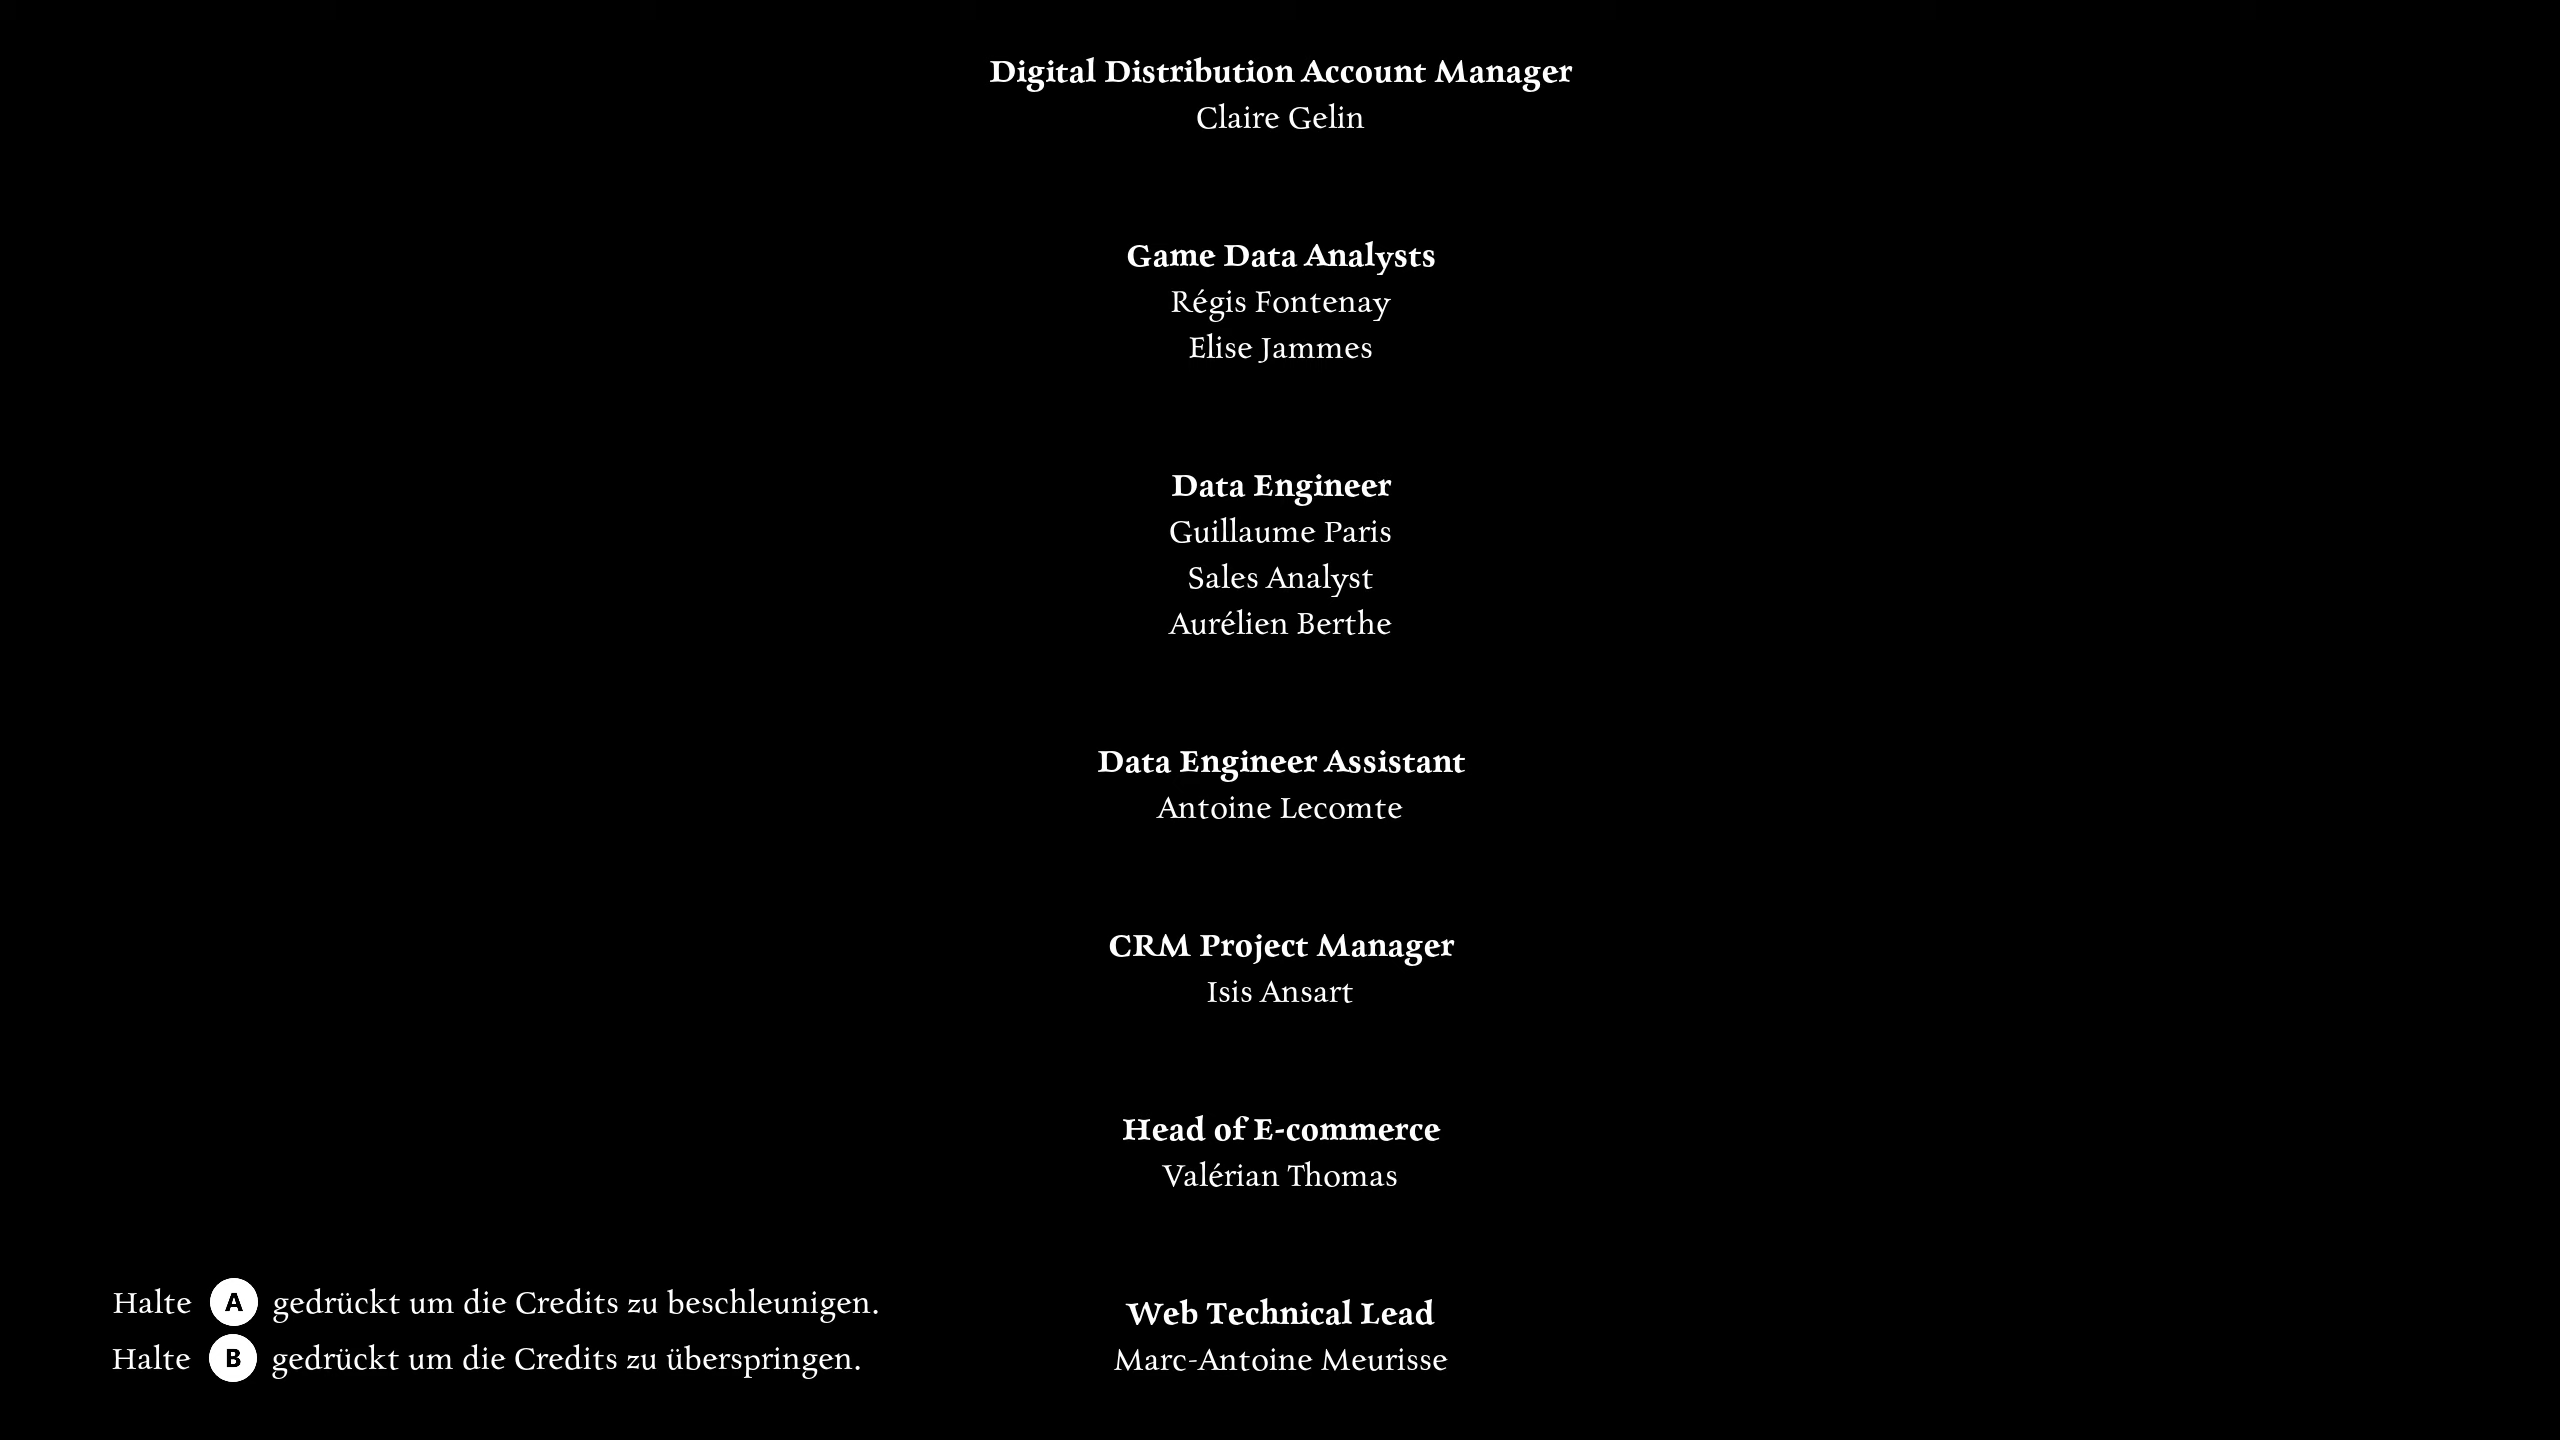 Digital Distribution Account Manager
Claire Gelin
Game Data Analysts
Régis Fontenay
Elise Jammes
Data Engineer
Guillaume Paris
Sales Analyst
Aurélien Berthe
Data Engineer Assistant
Antoine Lecomte
CRM Project Manager
Isis Ansart
Head of E-commerce
Valérian Thomas
Web Technical Lead
Marc-Antoine Meurisse
Halte A gedrückt um die Credits zu beschleunigen.
Halte B gedrückt um die Credits zu überspringen.